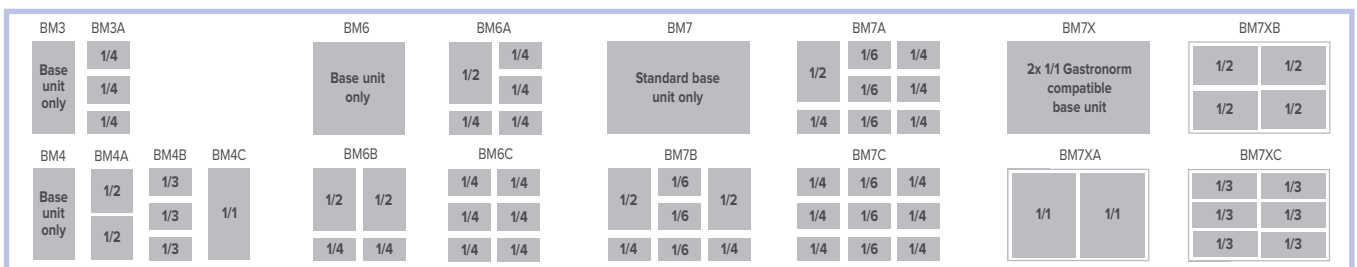 BM3 BM3A BM6 BM6A BM7 BM7A BM7X BM7XB
Base
unit
only
1/4
1/4
1/4
Base unit
only
1/2 1/4
1/4
1/4 1/4
Standard base
unit only
1/2 1/6 1/4
1/6 1/4
1/4 1/6 1/4
2x 1/1 Gastronorm
compatible
base unit
1/2 1/2
1/2 1/2
BM4 BM4A BM4B BM4C BM6B BM6C BM7B BM7C BM7XA BM7XC
Base
unit
only
1/2
1/2
1/3
1/3
1/3
1/1
1/2 1/2
1/4 1/4
1/4 1/4
1/4 1/4
1/4 1/4
1/2 1/6 1/2
1/6
1/4 1/6 1/4
1/4 1/6 1/4
1/4 1/6 1/4
1/4 1/6 1/4
1/1 1/1
1/3 1/3
1/3 1/3
1/3 1/3